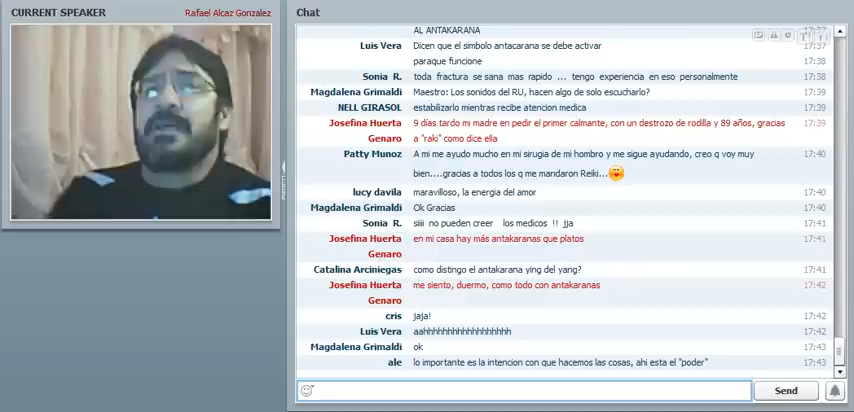 CURRENT SPEAKER
Rafael Alcaz Gonzalez
Chat
AL ANTAKARANA 17:37
Luis Vera Dicen que el simbolo antacarana se debe activar 17:37
paraque funcione 17:38
Sonia R. toda fractura se sana mas rapido ... tengo experiencia en eso personalmente 17:38
Magdalena Grimaldi Maestro: Los sonidos del RU, hacen algo de solo escucharlo? 17:39
NELL GIRASOL estabilizarlo mientras recibe atencion medica 17:39
Josefina Huerta 9 días tardo mi madre en pedir el primer calmante, con un destrozo de rodilla y 89 años, gracias 17:39
Genaro a "raki" como dice ella
Patty Munoz A mi me ayudo mucho en mi sirugia de mi hombro y me sigue ayudando, creo q voy muy 17:40
bien....gracias a todos los q me mandaron Reiki...
lucy davila maravilloso, la energia del amor 17:40
Magdalena Grimaldi Ok Gracias 17:40
Sonia R. siiii no pueden creer los medicos !! jja 17:41
Josefina Huerta en mi casa hay más antakaranas que platos 17:41
Genaro
Catalina Arciniegas como distingo el antakarana ying del yang? 17:41
Josefina Huerta me siento, duermo, como todo con antakaranas 17:42
Genaro
cris jaja! 17:42
Luis Vera aahhhhhhhhhhhhhhhhh 17:42
Magdalena Grimaldi ok 17:43
ale lo importante es la intencion con que hacemos las cosas, ahi esta el "poder" 17:43
Send